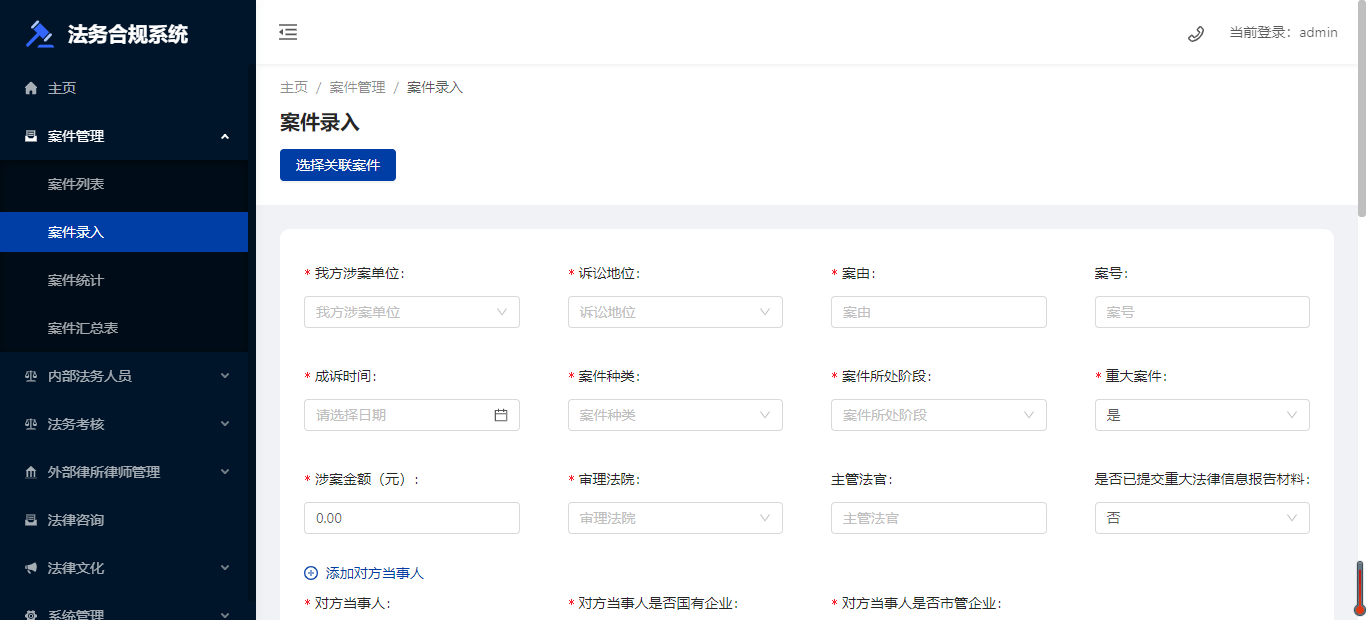 法务合规系统
当前登录：admin
主页
案件管理
案件列表
案件录入
案件统计
案件汇总表
内部法务人员
法务考核
外部律所律师管理
法律咨询
法律文化
系统管理
主页 / 案件管理 / 案件录入
案件录入
选择关联案件
* 我方涉案单位: * 诉讼地位: * 案由: 案号:
我方涉案单位 诉讼地位 案由 案号
* 成诉时间: * 案件种类: * 案件所处阶段: * 重大案件:
请选择日期 案件种类 案件所处阶段 是
* 涉案金额（元）: * 审理法院: 主管法官: 是否已提交重大法律信息报告材料:
0.00 审理法院 主管法官 否
添加对方当事人
* 对方当事人: * 对方当事人是否国有企业: * 对方当事人是否市管企业: